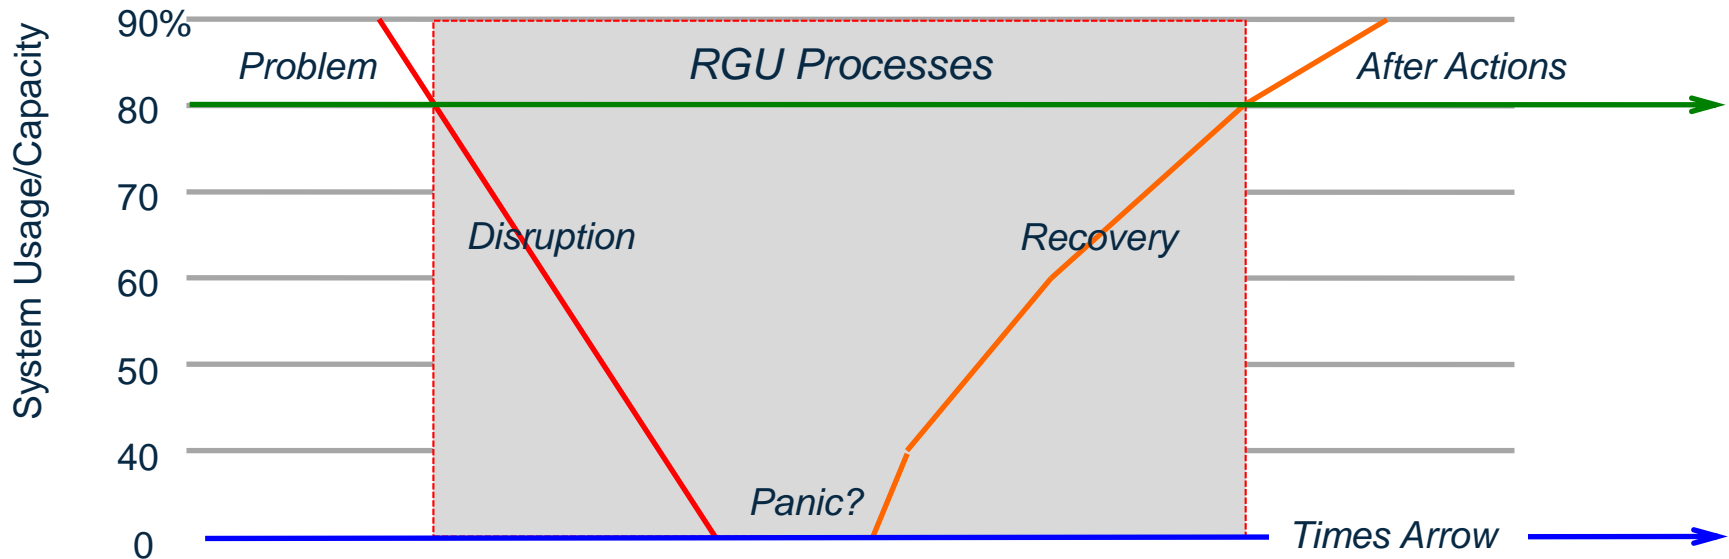 System Usage/Capacity
90%
Problem
RGU Processes
After Actions
80
70
Disruption
Recovery
60
50
40
Panic?
0
Times Arrow